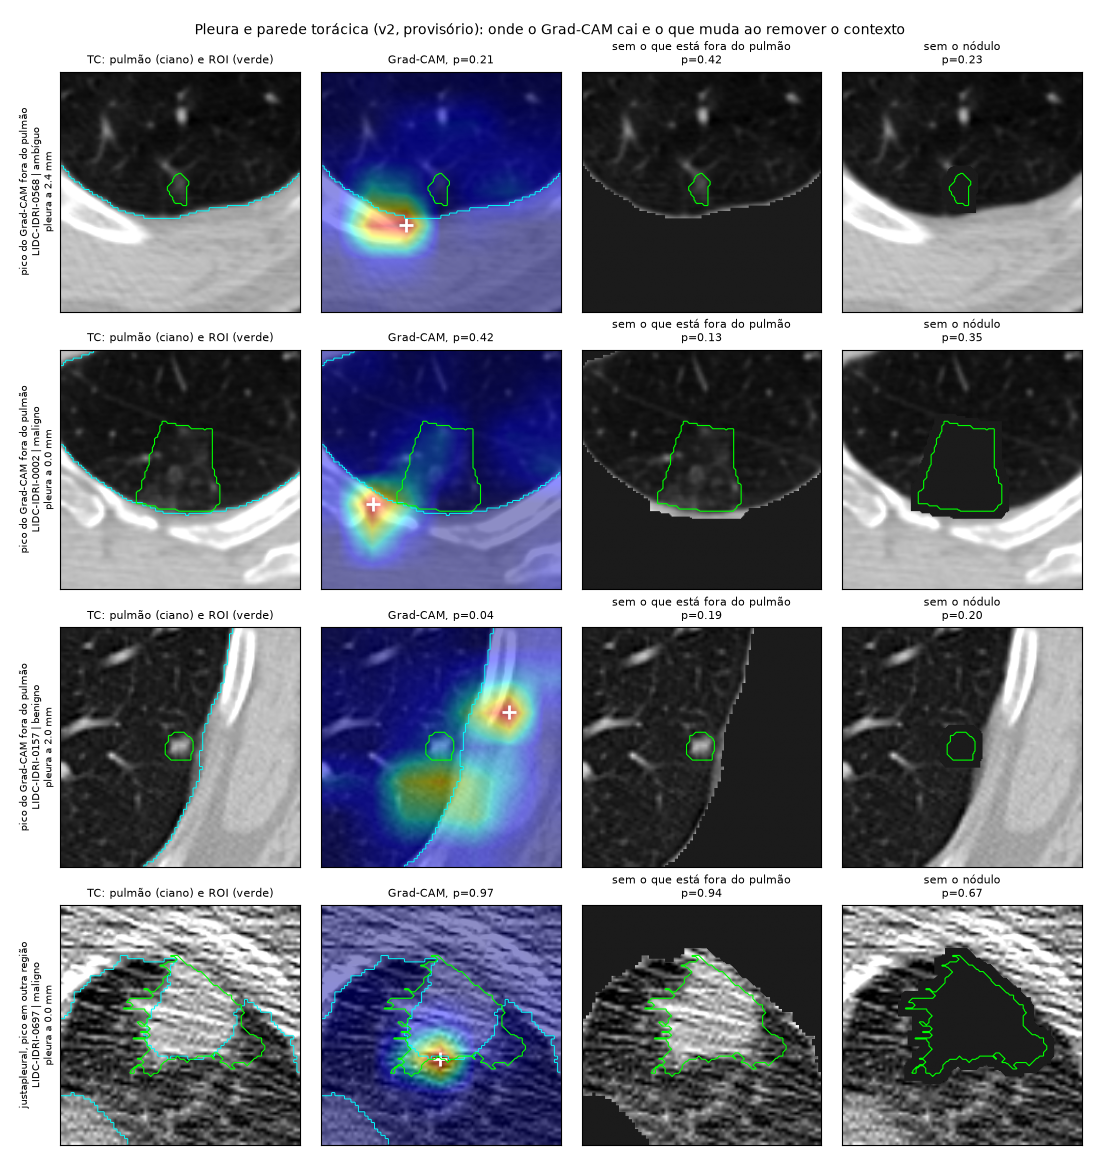 Pleura e parede torácica (v2, provisório): onde o Grad-CAM cai e o que muda ao remover o contexto
pico do Grad-CAM fora do pulmão
LIDC-IDRI-0568 | ambíguo
pleura a 2.4 mm
TC: pulmão (ciano) e ROI (verde)
Grad-CAM, p=0.21
sem o que está fora do pulmão
p=0.42
sem o nódulo
p=0.23
pico do Grad-CAM fora do pulmão
LIDC-IDRI-0002 | maligno
pleura a 0.0 mm
TC: pulmão (ciano) e ROI (verde)
Grad-CAM, p=0.42
sem o que está fora do pulmão
p=0.13
sem o nódulo
p=0.35
pico do Grad-CAM fora do pulmão
LIDC-IDRI-0157 | benigno
pleura a 2.0 mm
TC: pulmão (ciano) e ROI (verde)
Grad-CAM, p=0.04
sem o que está fora do pulmão
p=0.19
sem o nódulo
p=0.20
justapleural, pico em outra região
LIDC-IDRI-0697 | maligno
pleura a 0.0 mm
TC: pulmão (ciano) e ROI (verde)
Grad-CAM, p=0.97
sem o que está fora do pulmão
p=0.94
sem o nódulo
p=0.67